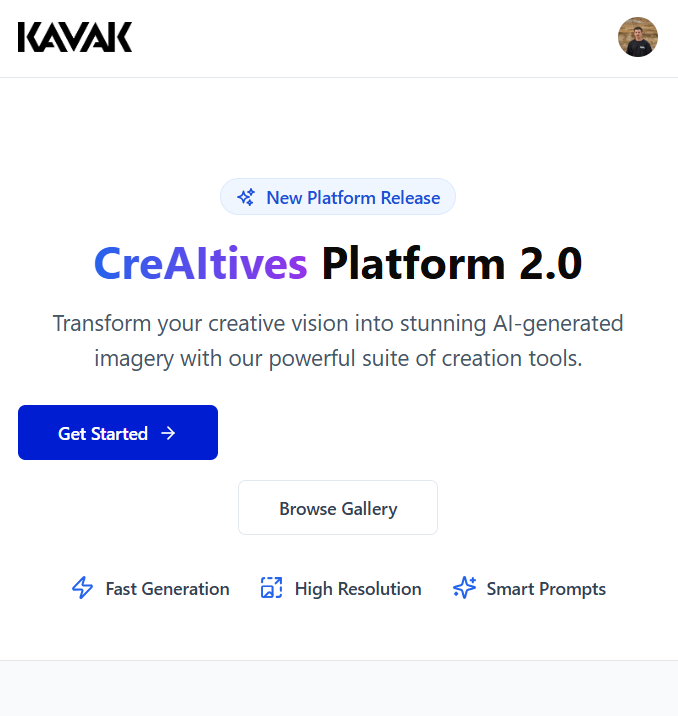 KAVAK
New Platform Release
CreAItives Platform 2.0
Transform your creative vision into stunning AI-generated
imagery with our powerful suite of creation tools.
Get Started
Browse Gallery
Fast Generation High Resolution Smart Prompts